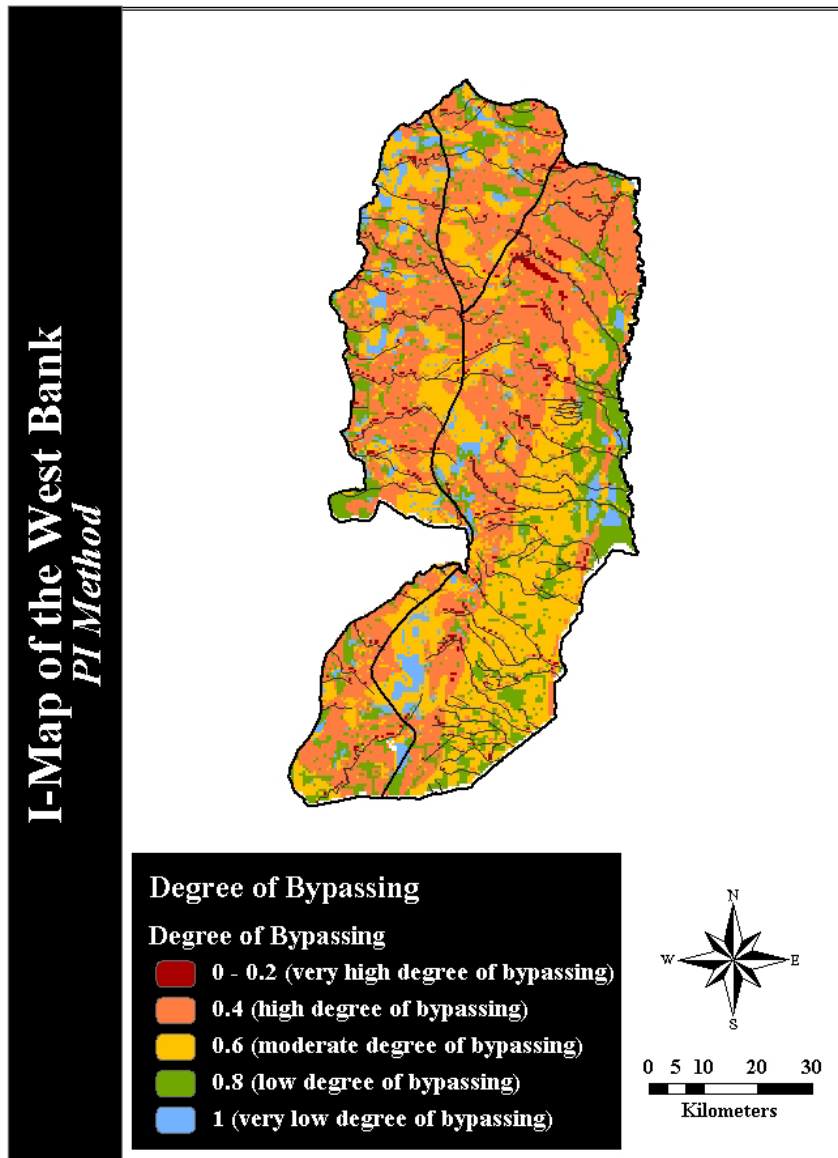 I-Map of the West Bank
PI Method
Degree of Bypassing
Degree of Bypassing
0 - 0.2 (very high degree of bypassing)
0.4 (high degree of bypassing)
0.6 (moderate degree of bypassing)
0.8 (low degree of bypassing)
1 (very low degree of bypassing)
N
W E
S
0 5 10 20 30
Kilometers